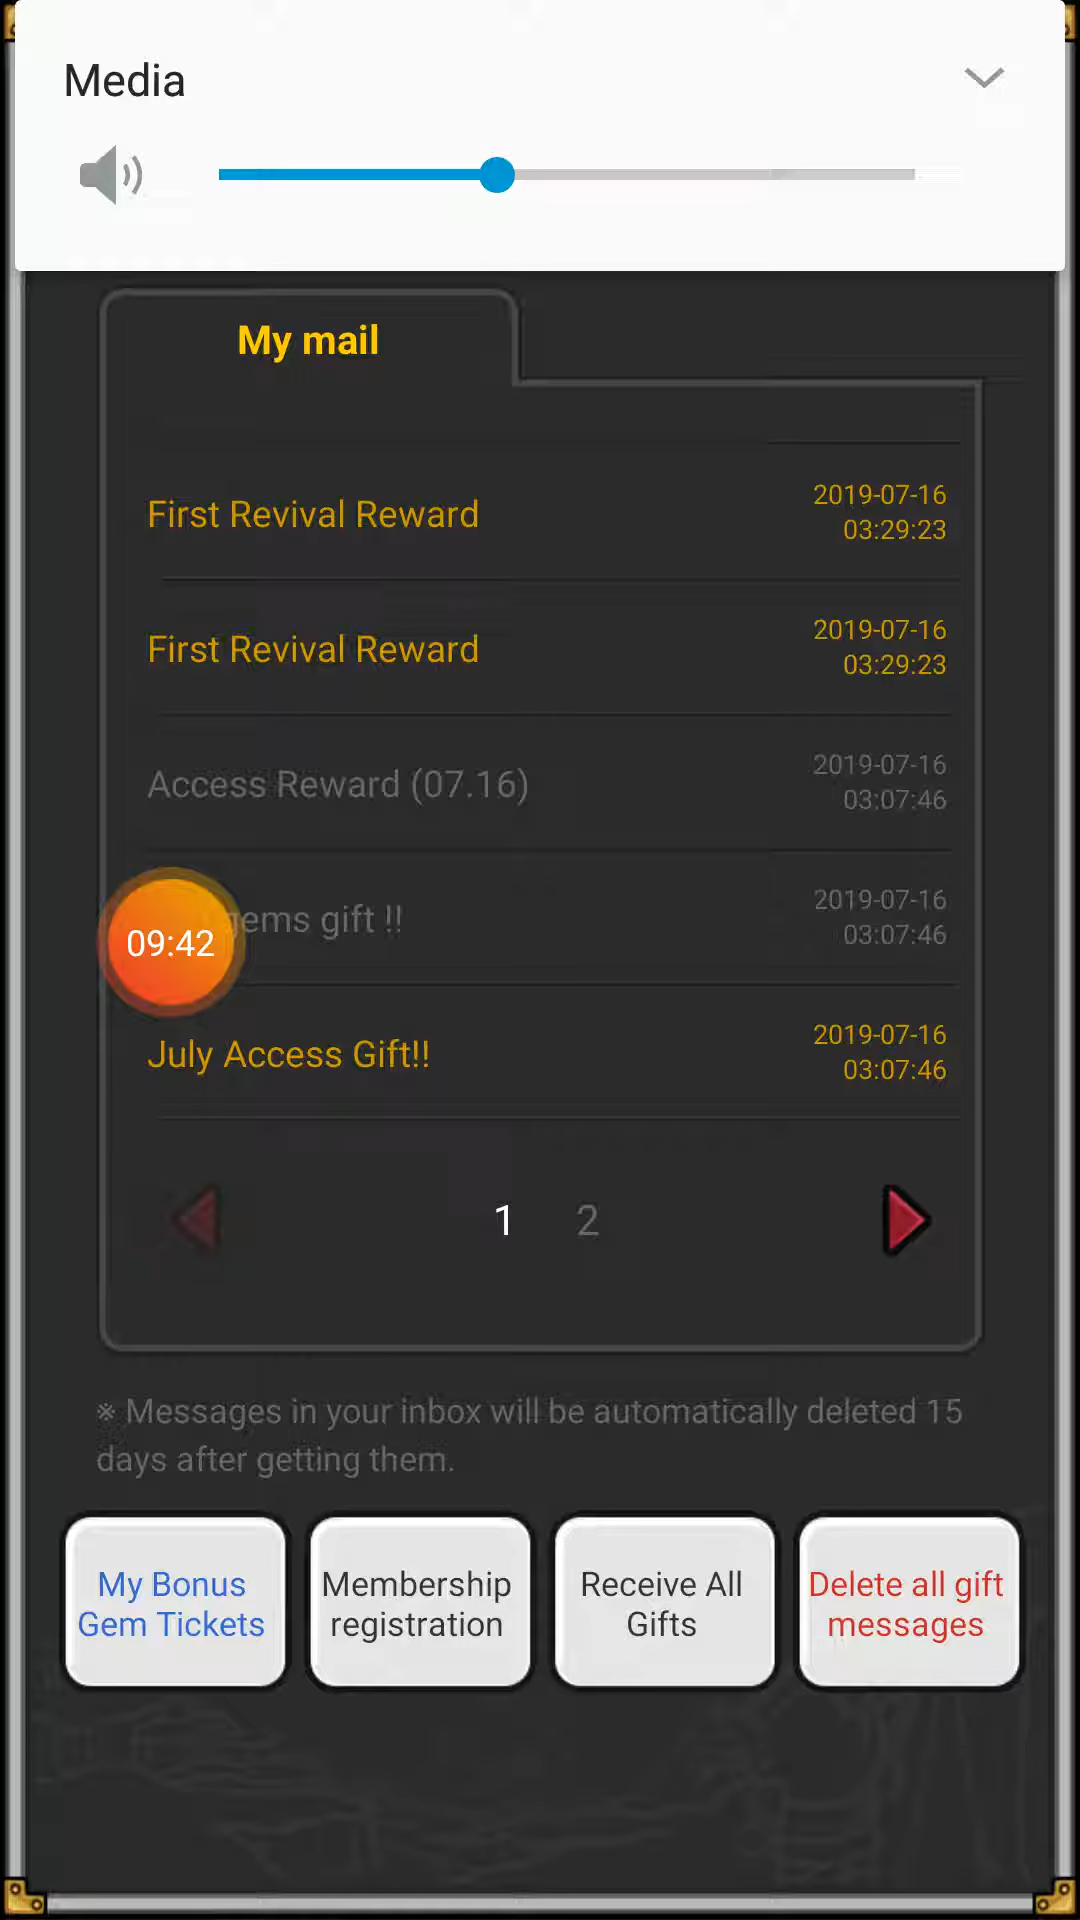 Media
My mail
First Revival Reward
2019-07-16
03:29:23
First Revival Reward
2019-07-16
03:29:23
Access Reward (07.16)
2019-07-16
03:07:46
gems gift !!
2019-07-16
03:07:46
09:42
July Access Gift!!
2019-07-16
03:07:46
1 2
※ Messages in your inbox will be automatically deleted 15
days after getting them.
My Bonus
Gem Tickets
Membership
registration
Receive All
Gifts
Delete all gift
messages